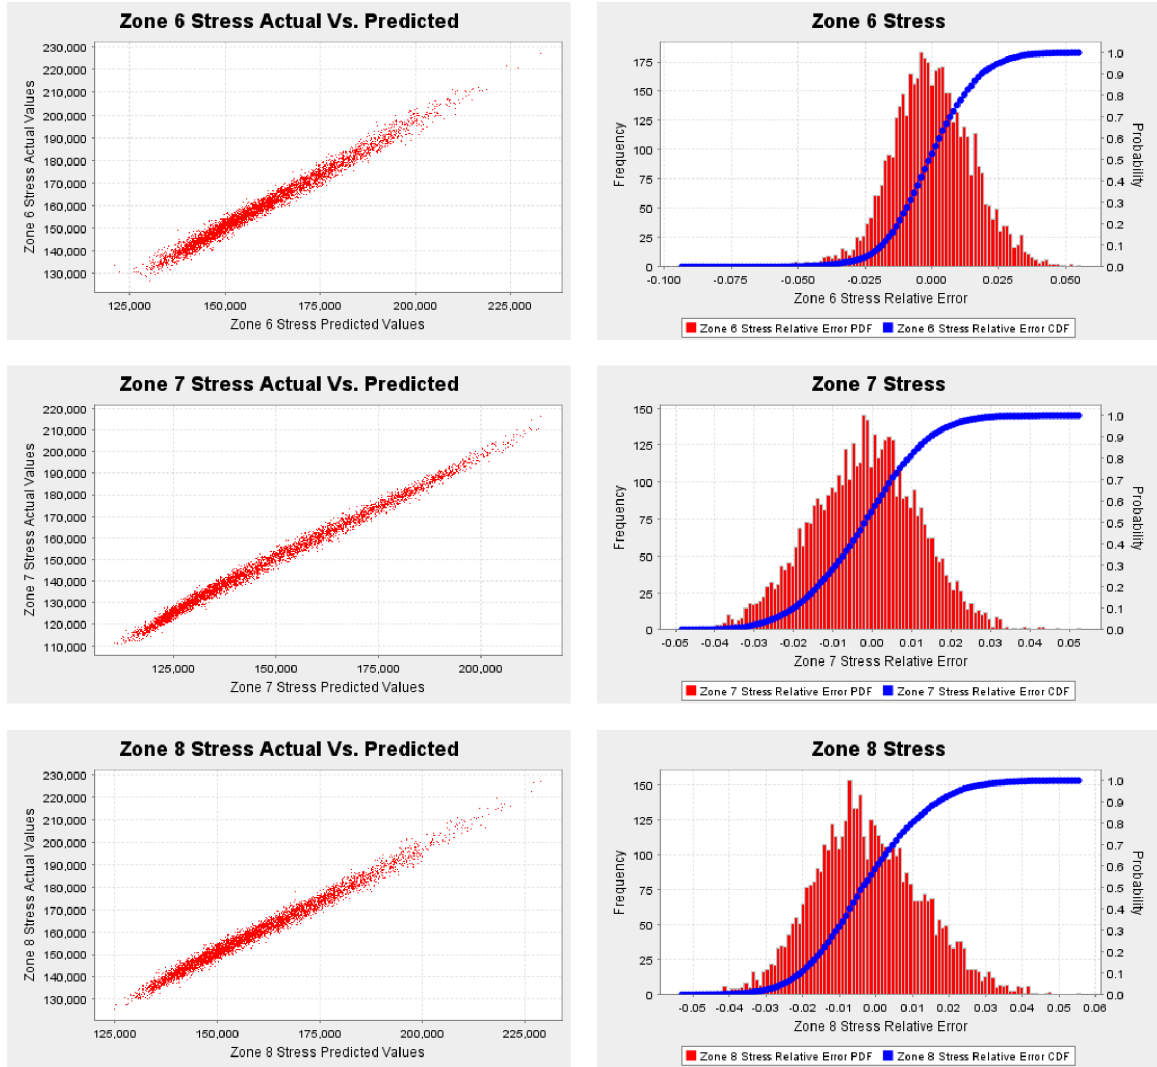 Zone 6 Stress Actual Vs. Predicted
Zone 6 Stress Actual Values
230,000
220,000
210,000
200,000
190,000
180,000
170,000
160,000
150,000
140,000
130,000
125,000 150,000 175,000 200,000 225,000
Zone 6 Stress Predicted Values
Zone 6 Stress
Frequency
175
150
125
100
75
50
25
0
Probability
1.0
0.9
0.8
0.7
0.6
0.5
0.4
0.3
0.2
0.1
0.0
-0.100 -0.075 -0.050 -0.025 0.000 0.025 0.050
Zone 6 Stress Relative Error
Zone 6 Stress Relative Error PDF Zone 6 Stress Relative Error CDF
Zone 7 Stress Actual Vs. Predicted
Zone 7 Stress Actual Values
220,000
210,000
200,000
190,000
180,000
170,000
160,000
150,000
140,000
130,000
120,000
110,000
125,000 150,000 175,000 200,000
Zone 7 Stress Predicted Values
Zone 7 Stress
Frequency
150
125
100
75
50
25
0
Probability
1.0
0.9
0.8
0.7
0.6
0.5
0.4
0.3
0.2
0.1
0.0
-0.05 -0.04 -0.03 -0.02 -0.01 0.00 0.01 0.02 0.03 0.04 0.05
Zone 7 Stress Relative Error
Zone 7 Stress Relative Error PDF Zone 7 Stress Relative Error CDF
Zone 8 Stress Actual Vs. Predicted
Zone 8 Stress Actual Values
230,000
220,000
210,000
200,000
190,000
180,000
170,000
160,000
150,000
140,000
130,000
125,000 150,000 175,000 200,000 225,000
Zone 8 Stress Predicted Values
Zone 8 Stress
Frequency
150
125
100
75
50
25
0
Probability
1.0
0.9
0.8
0.7
0.6
0.5
0.4
0.3
0.2
0.1
0.0
-0.05 -0.04 -0.03 -0.02 -0.01 0.00 0.01 0.02 0.03 0.04 0.05 0.06
Zone 8 Stress Relative Error
Zone 8 Stress Relative Error PDF Zone 8 Stress Relative Error CDF